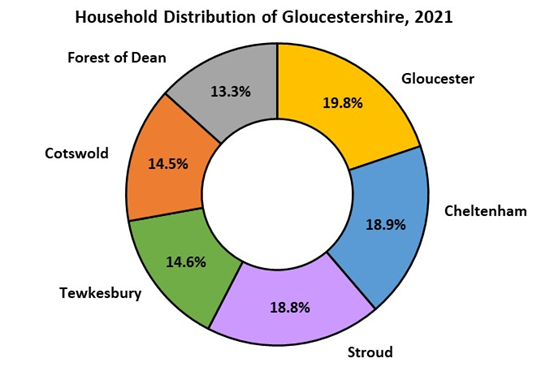 Household Distribution of Gloucestershire, 2021
Forest of Dean
Gloucester
13.3%
19.8%
Cotswold
14.5%
Cheltenham
18.9%
14.6%
Tewkesbury
18.8%
Stroud